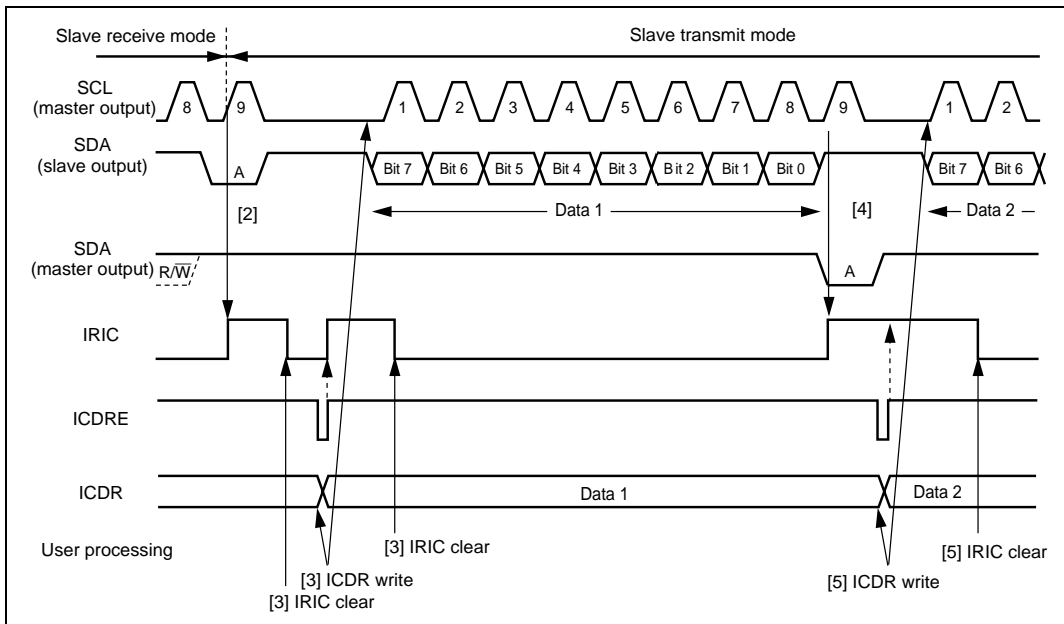 Slave receive mode
Slave transmit mode
SCL
(master output)
8
9
1
2
3
4
5
6
7
8
9
1
2
SDA
(slave output)
A
Bit 7
Bit 6
Bit 5
Bit 4
Bit 3
Bit 2
Bit 1
Bit 0
Bit 7
Bit 6
[2]
Data 1
[4]
Data 2
SDA
(master output)
R/W
A
IRIC
ICDRE
ICDR
Data 1
Data 2
User processing
[3] IRIC clear
[5] IRIC clear
[3] ICDR write
[5] ICDR write
[3] IRIC clear